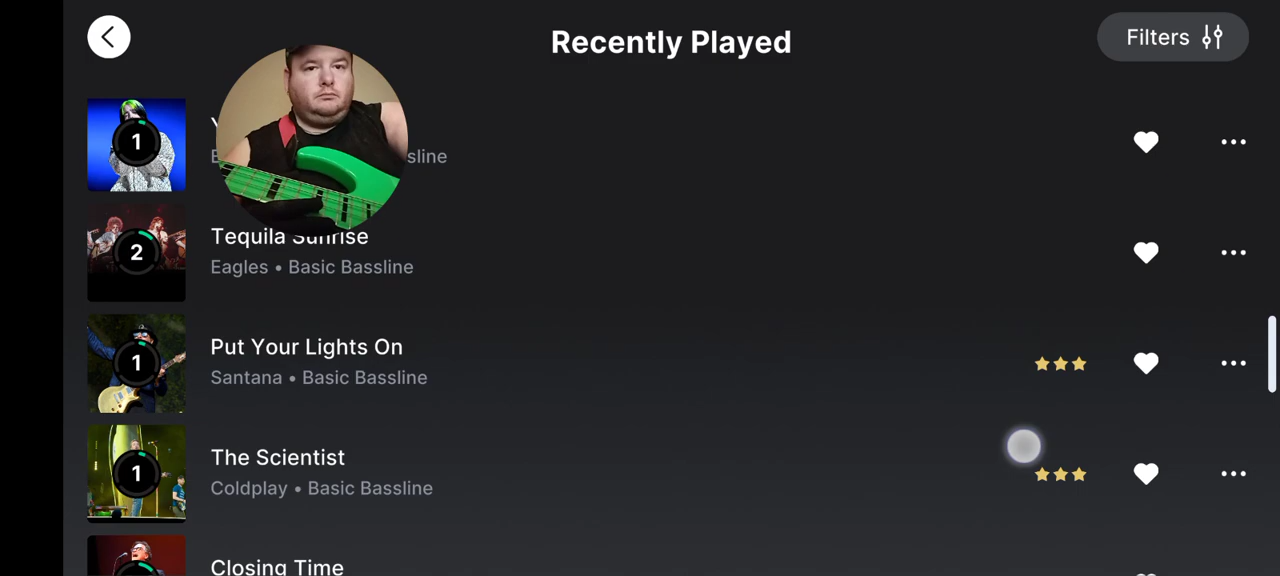 Recently Played
Filters
1
sline
2
Tequila Sunrise
Eagles • Basic Bassline
1
Put Your Lights On
Santana • Basic Bassline
1
The Scientist
Coldplay • Basic Bassline
Closing Time